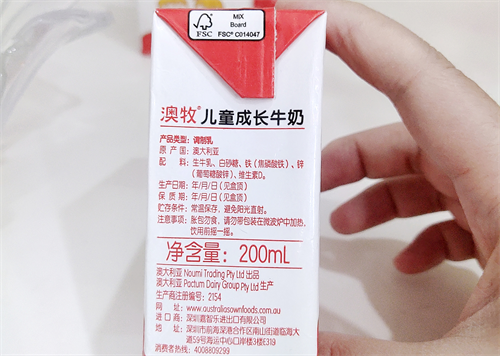 MIX
Board
FSC
FSC® C014047
澳牧®儿童成长牛奶
产品类型：调制乳
原产国：澳大利亚
配料：生牛乳、白砂糖、铁（焦磷酸铁）、锌
（葡萄糖酸锌）、维生素D。
生产日期：年/月/日（见盒顶）
保质期：年/月/日（见盒顶）
贮存条件：常温保存，避免阳光直射。
注意事项：胀包勿食，请勿带包装在微波炉中加热，
饮用前摇一摇。
净含量：200mL
澳大利亚 Noumi Trading Pty Ltd 出品
澳大利亚 Pactum Dairy Group Pty Ltd 生产
生产商注册编号：2154
网址：www.australiasownfoods.com.au
进口商：深圳嘉智乐进出口有限公司
地址：深圳市前海深港合作区南山街道临海大
道59号海运中心口岸楼3楼E319
消费者热线：4008809299